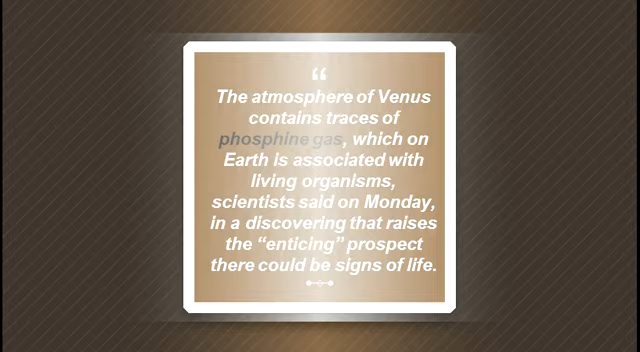 “
The atmosphere of Venus
contains traces of
phosphine gas, which on
Earth is associated with
living organisms,
scientists said on Monday,
in a discovering that raises
the “enticing” prospect
there could be signs of life.